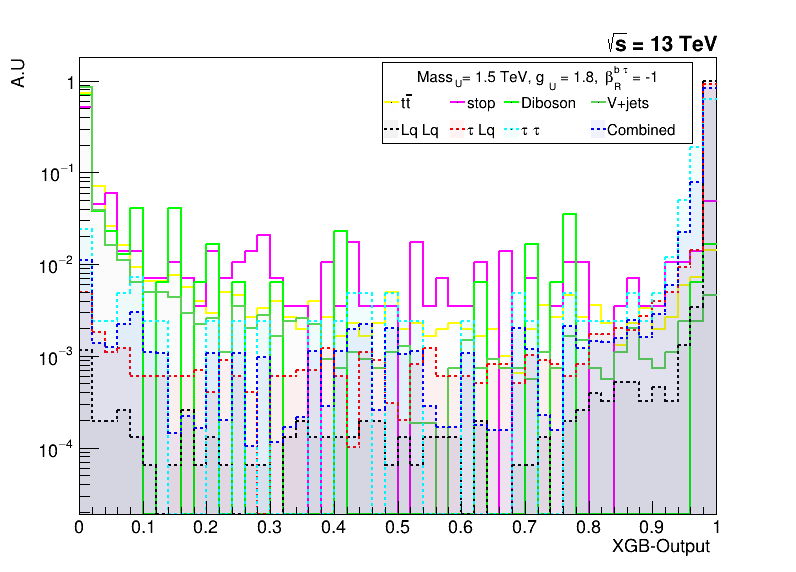 √s = 13 TeV
A.U
Mass_U = 1.5 TeV, g_U = 1.8, β_R^{b τ} = -1
tt̅ stop Diboson V+jets
Lq Lq τ Lq τ τ Combined
1
10⁻¹
10⁻²
10⁻³
10⁻⁴
0 0.1 0.2 0.3 0.4 0.5 0.6 0.7 0.8 0.9 1
XGB-Output